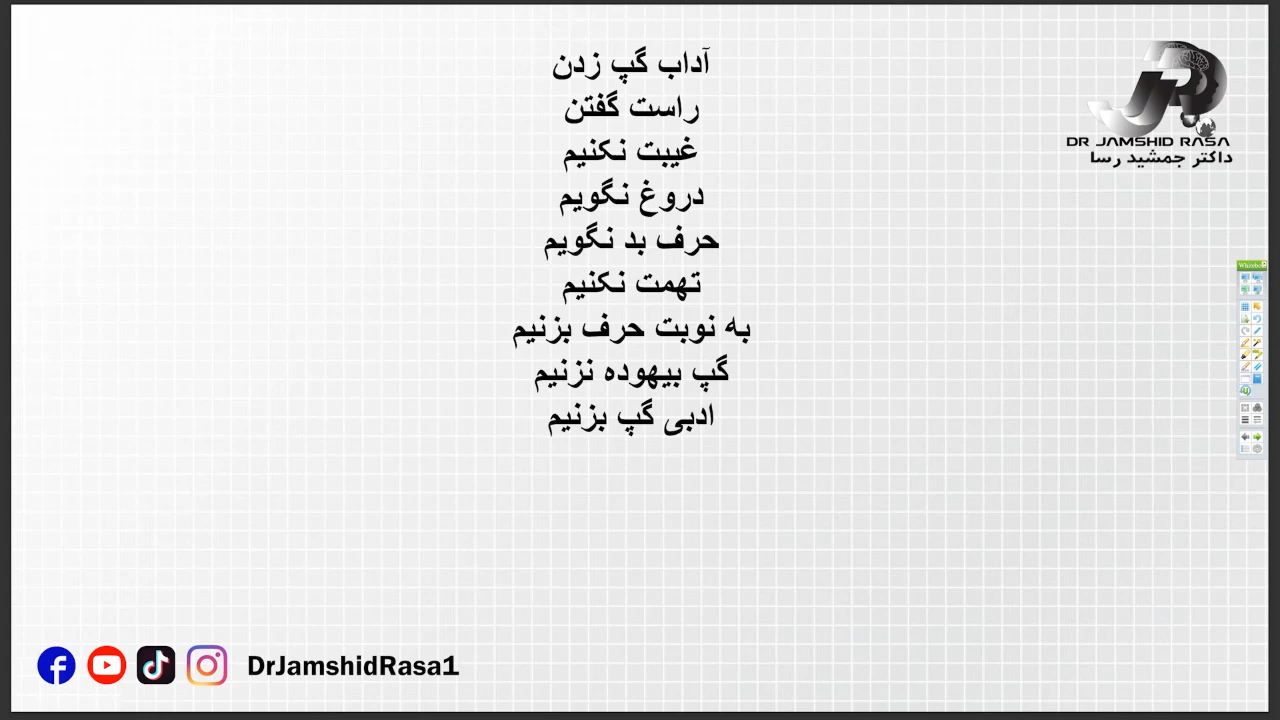 آداب گپ زدن
راست گفتن
غیبت نکنیم
دروغ نگویم
حرف بد نگویم
تهمت نکنیم
به نوبت حرف بزنیم
گپ بیهوده نزنیم
ادبی گپ بزنیم
DR JAMSHID RASA
داکتر جمشید رسا
DrJamshidRasa1